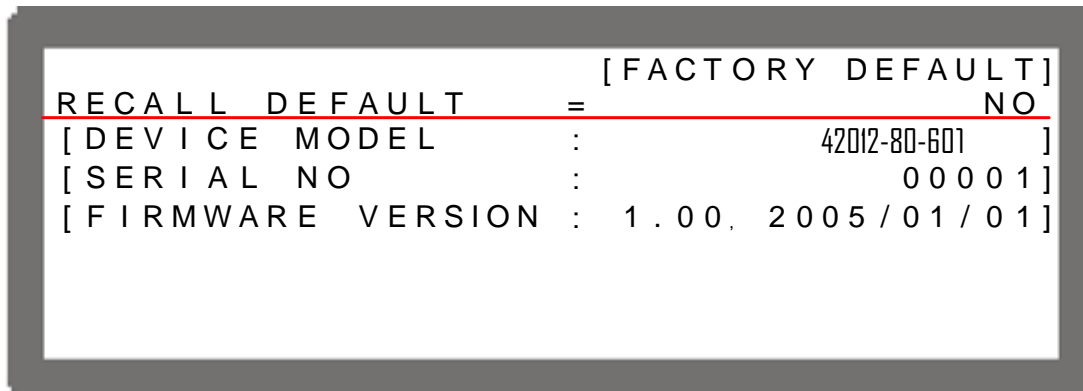 [FACTORY DEFAULT]
RECALL DEFAULT = NO
[DEVICE MODEL : 42012-80-601 ]
[SERIAL NO : 00001]
[FIRMWARE VERSION : 1.00, 2005/01/01]